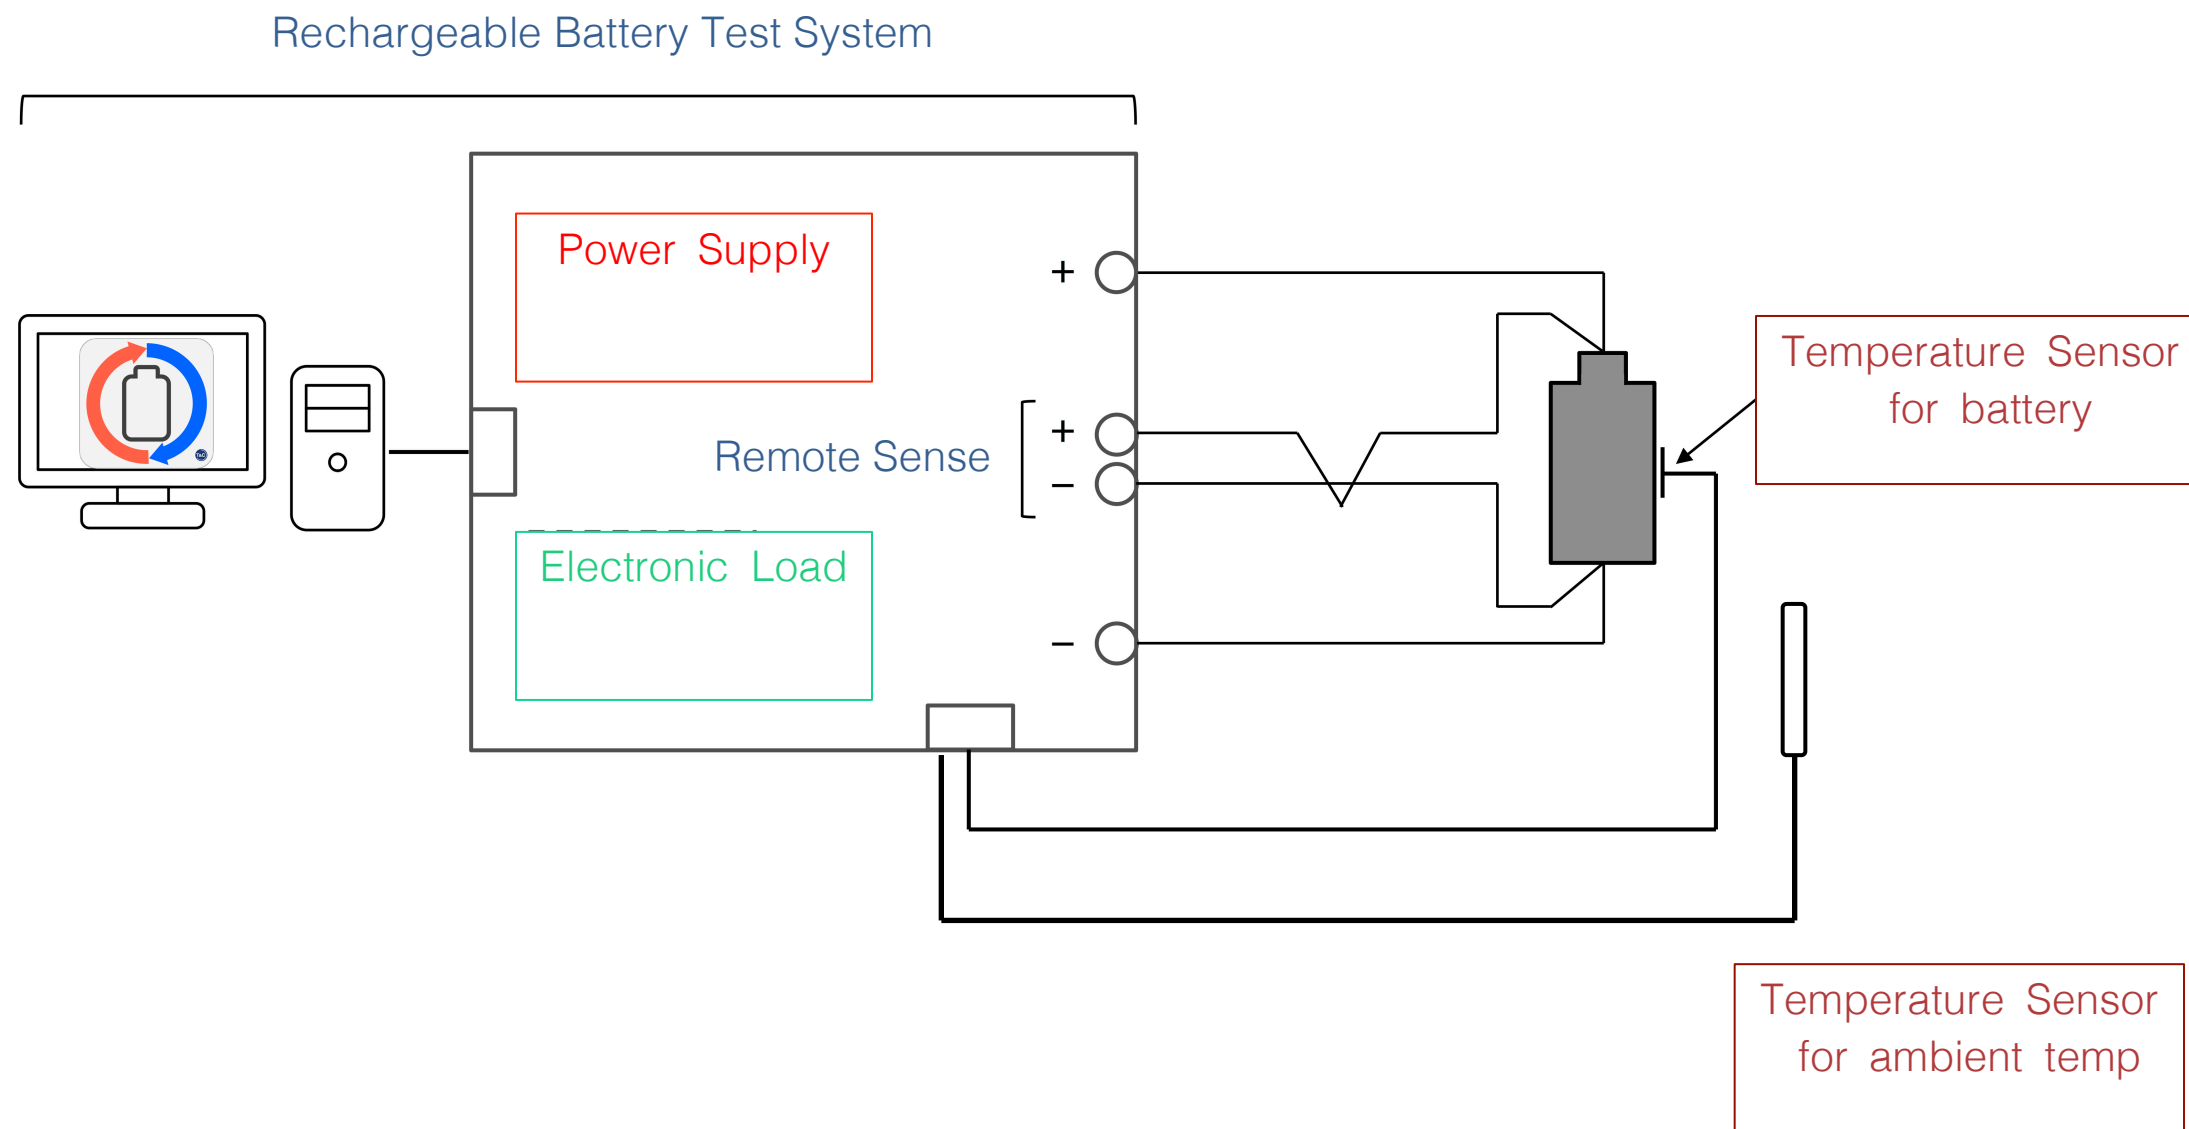 Rechargeable Battery Test System
Power Supply
+
Temperature Sensor
for battery
Remote Sense
+
−
Electronic Load
−
Temperature Sensor
for ambient temp